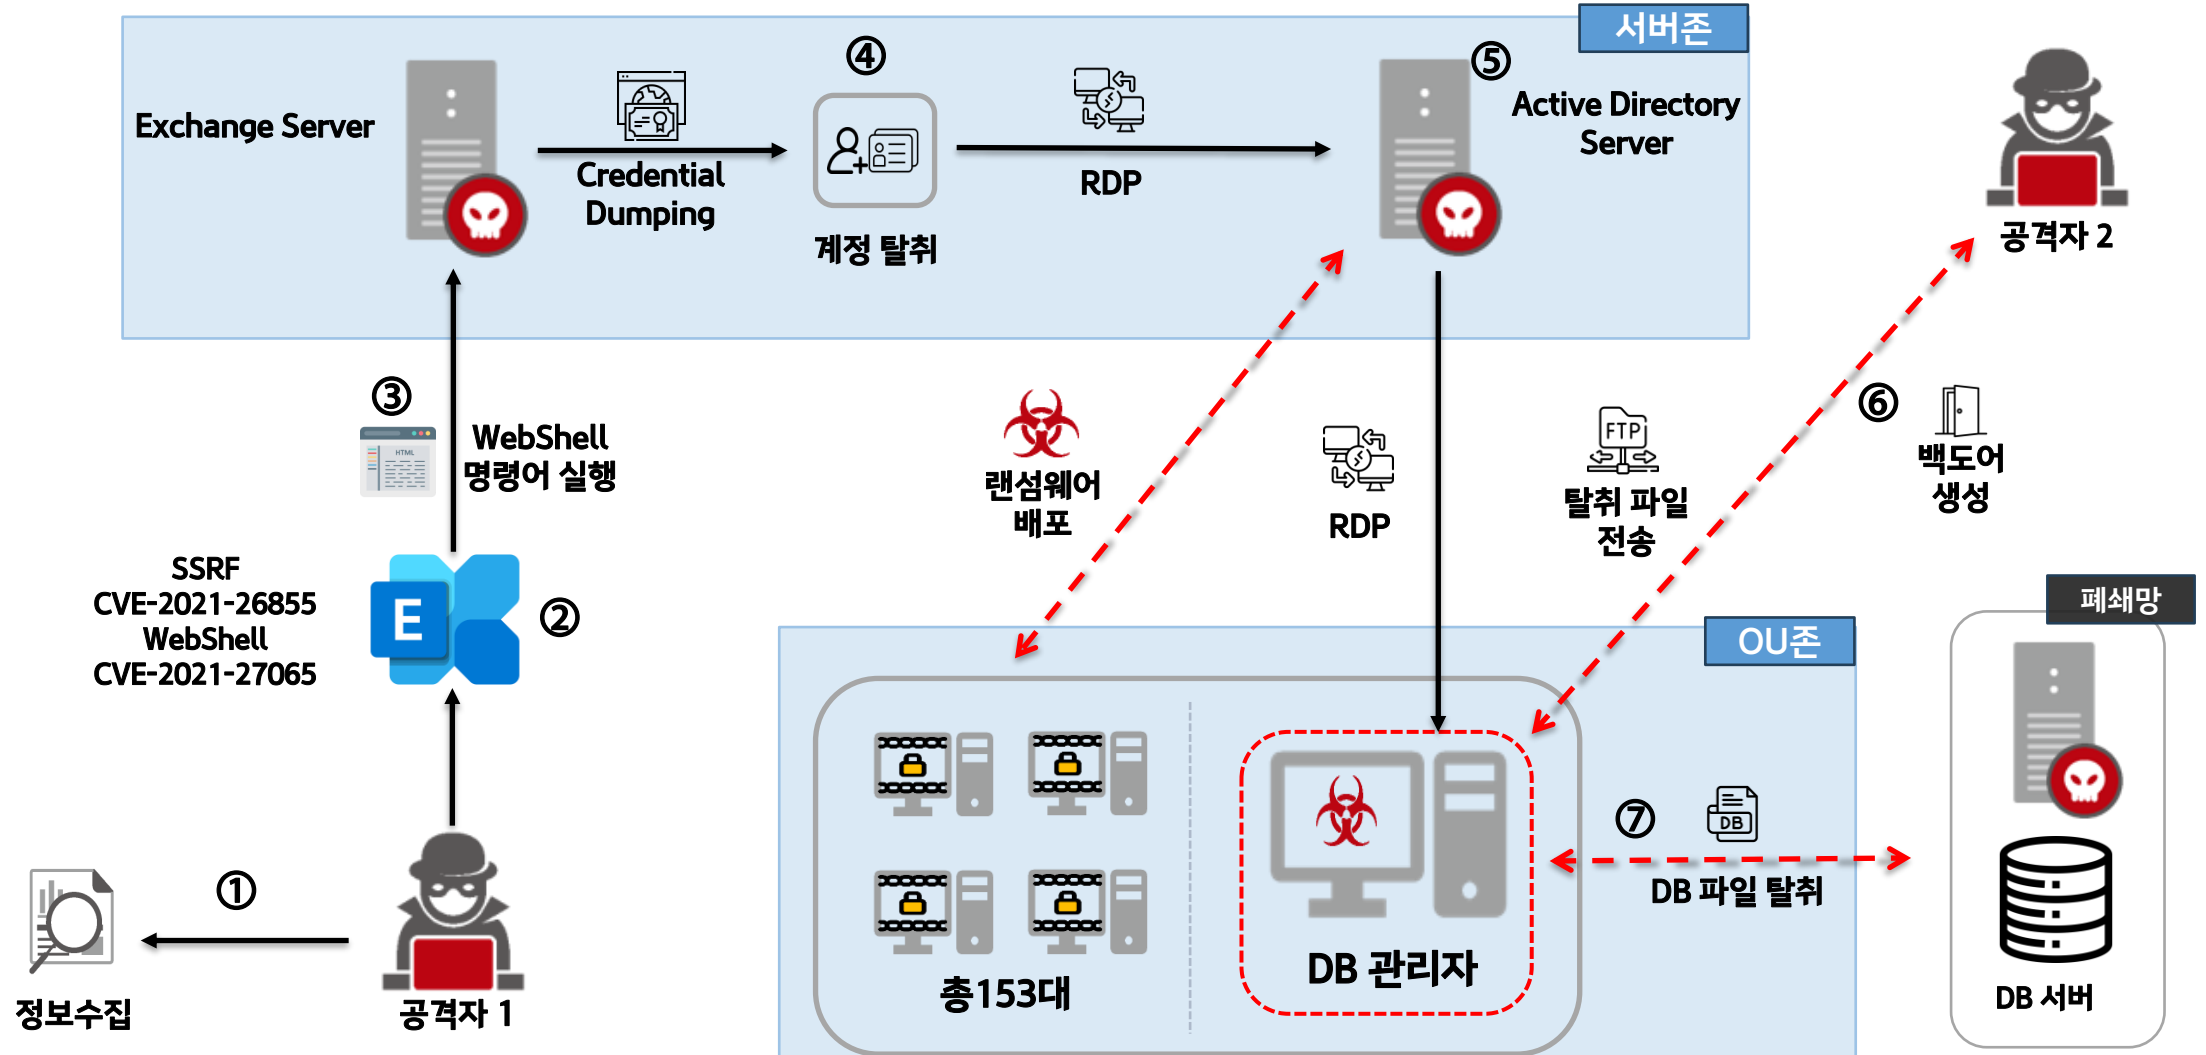 서버존
Exchange Server
Credential
Dumping
④
계정 탈취
RDP
⑤
Active Directory
Server
공격자 2
③
HTML
WebShell
명령어 실행
랜섬웨어
배포
RDP
FTP
탈취 파일
전송
⑥
백도어
생성
SSRF
CVE-2021-26855
WebShell
CVE-2021-27065
E
②
OU존
폐쇄망
①
정보수집
공격자 1
총153대
DB 관리자
⑦
DB
DB 파일 탈취
DB 서버